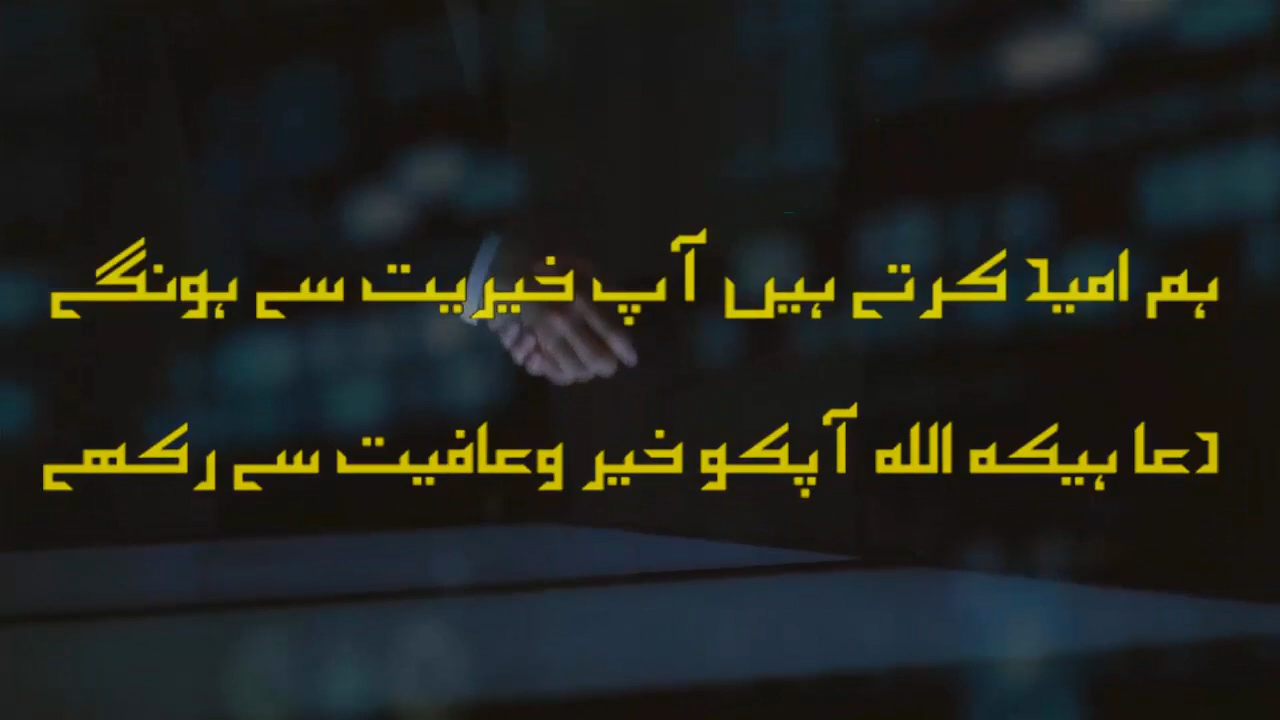 ہم امید کرتے ہیں آپ خیریت سے ہونگے
دعا ہیکہ اللہ آپکو خیر وعافیت سے رکھے